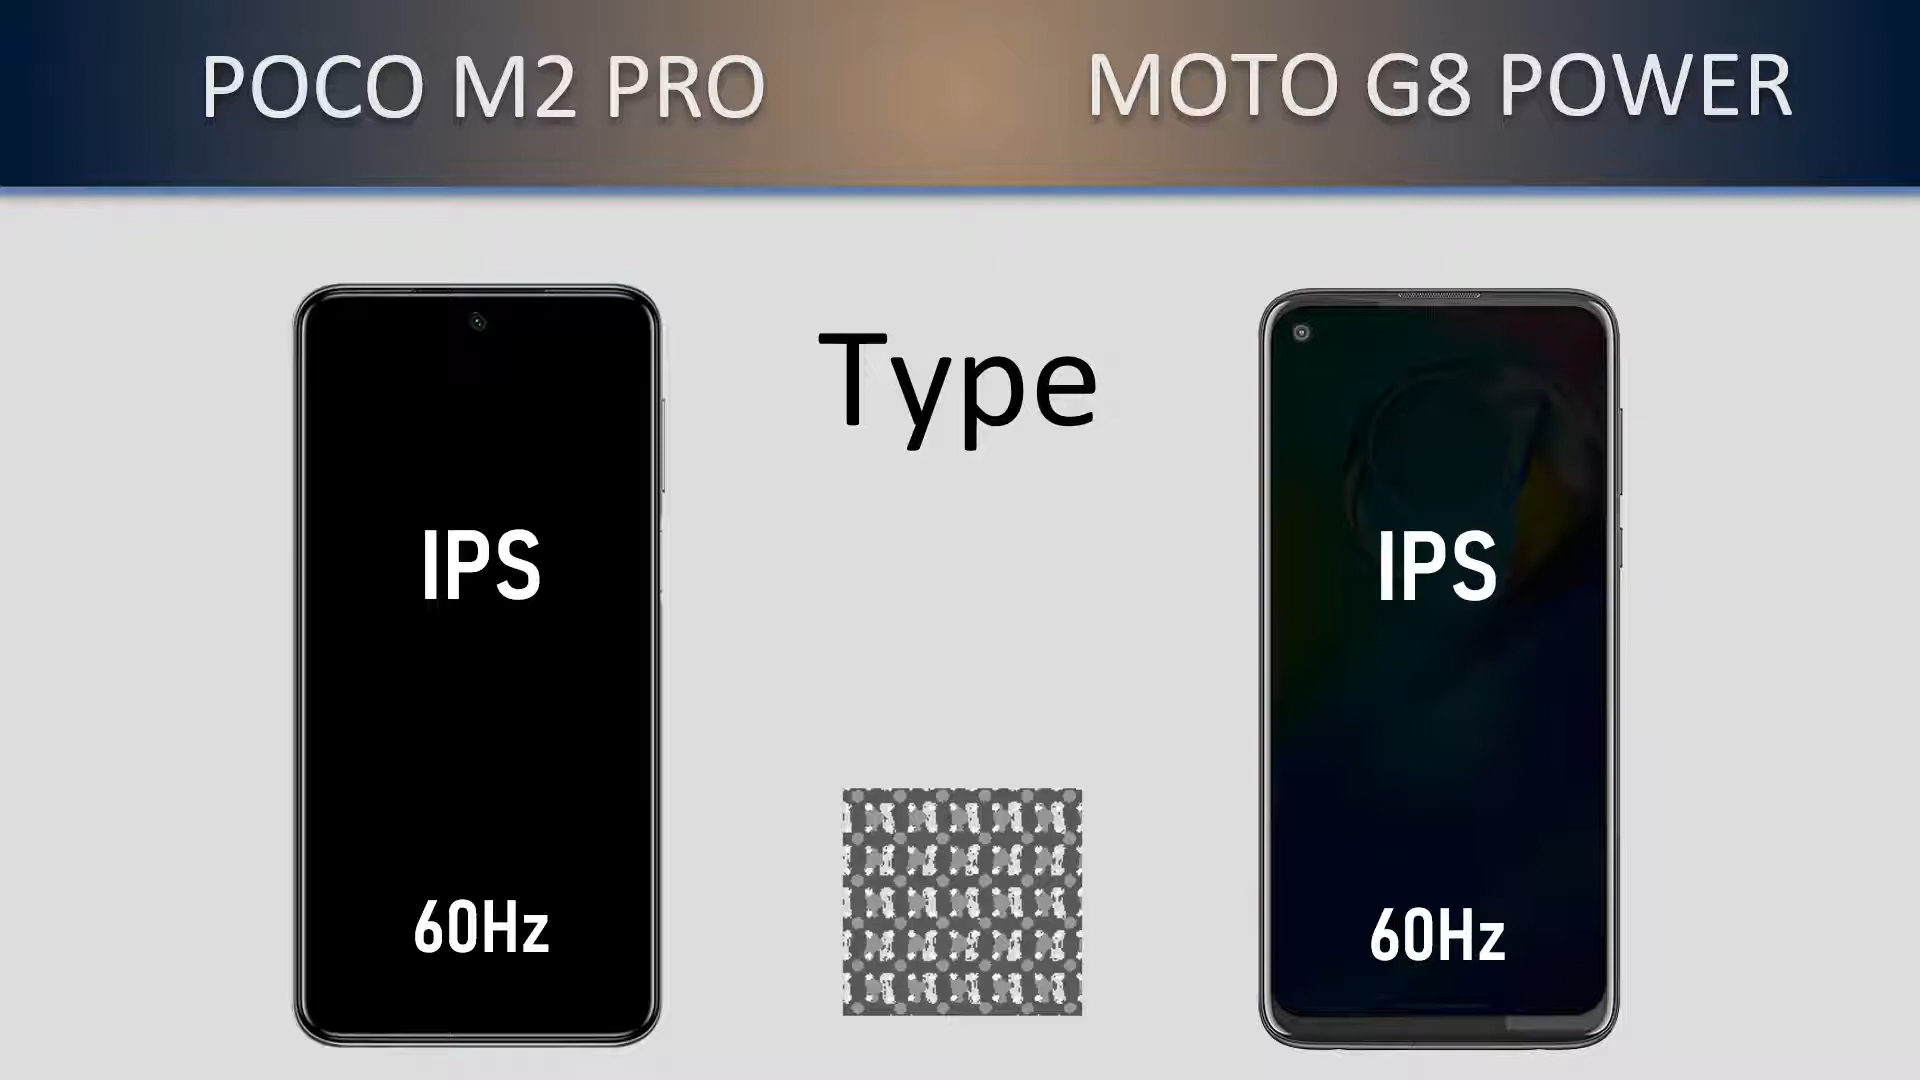 POCO M2 PRO
MOTO G8 POWER
Type
IPS
IPS
60Hz
60Hz